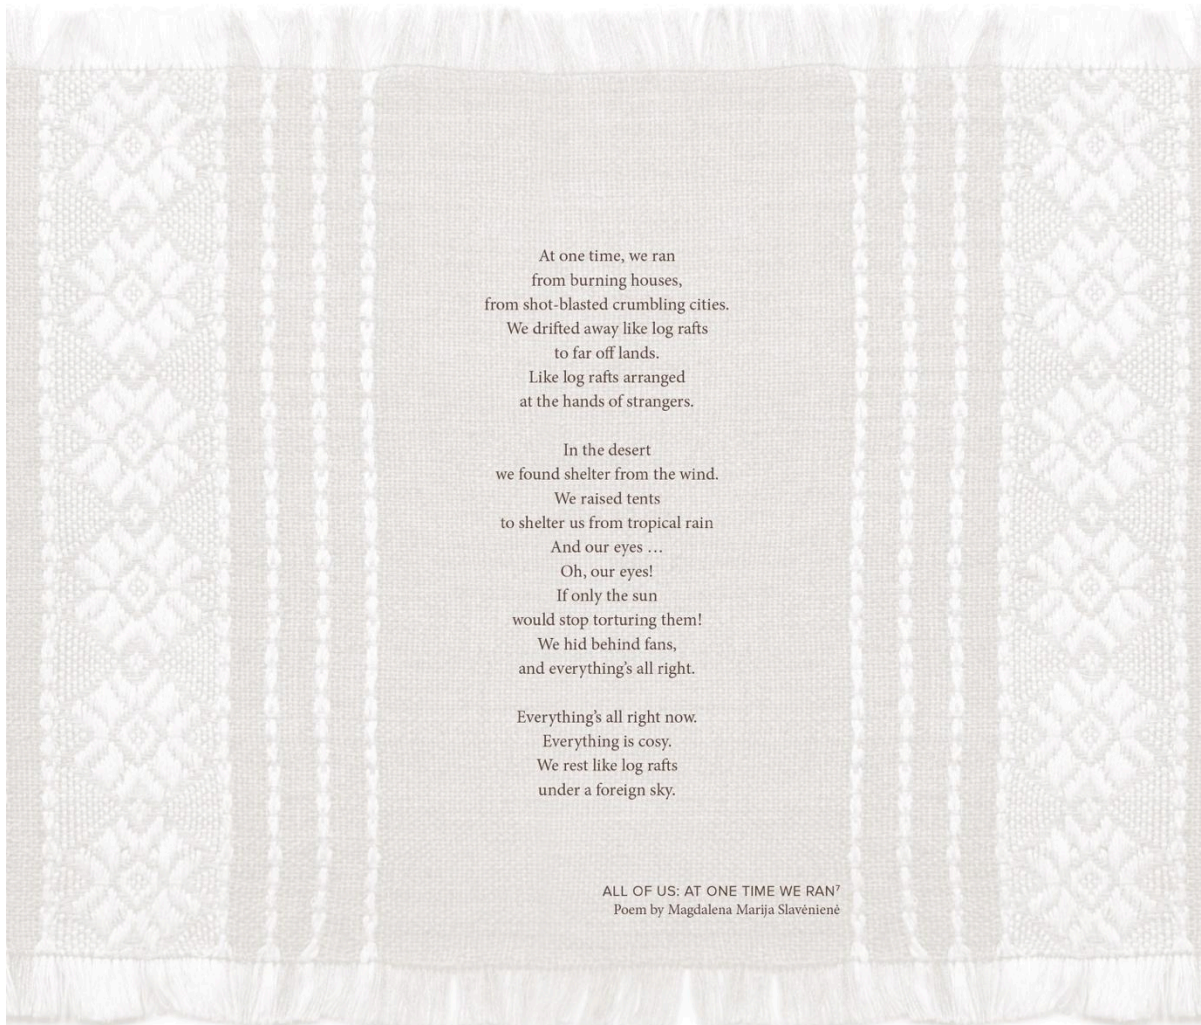 At one time, we ran
from burning houses,
from shot-blasted crumbling cities.
We drifted away like log rafts
to far off lands.
Like log rafts arranged
at the hands of strangers.
In the desert
we found shelter from the wind.
We raised tents
to shelter us from tropical rain
And our eyes …
Oh, our eyes!
If only the sun
would stop torturing them!
We hid behind fans,
and everything’s all right.
Everything’s all right now.
Everything is cosy.
We rest like log rafts
under a foreign sky.
ALL OF US: AT ONE TIME WE RAN⁷
Poem by Magdalena Marija Slavėnienė